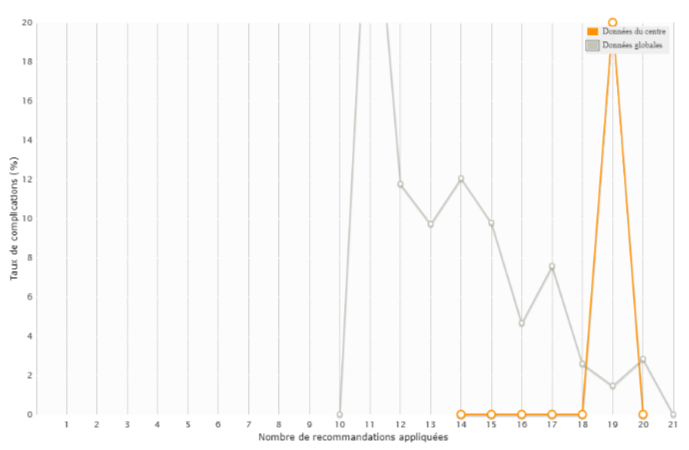 20
Données du centre
Données globales
18
16
14
12
10
8
6
4
2
0
1 2 3 4 5 6 7 8 9 10 11 12 13 14 15 16 17 18 19 20 21
Taux de complications (%)
Nombre de recommandations appliquées